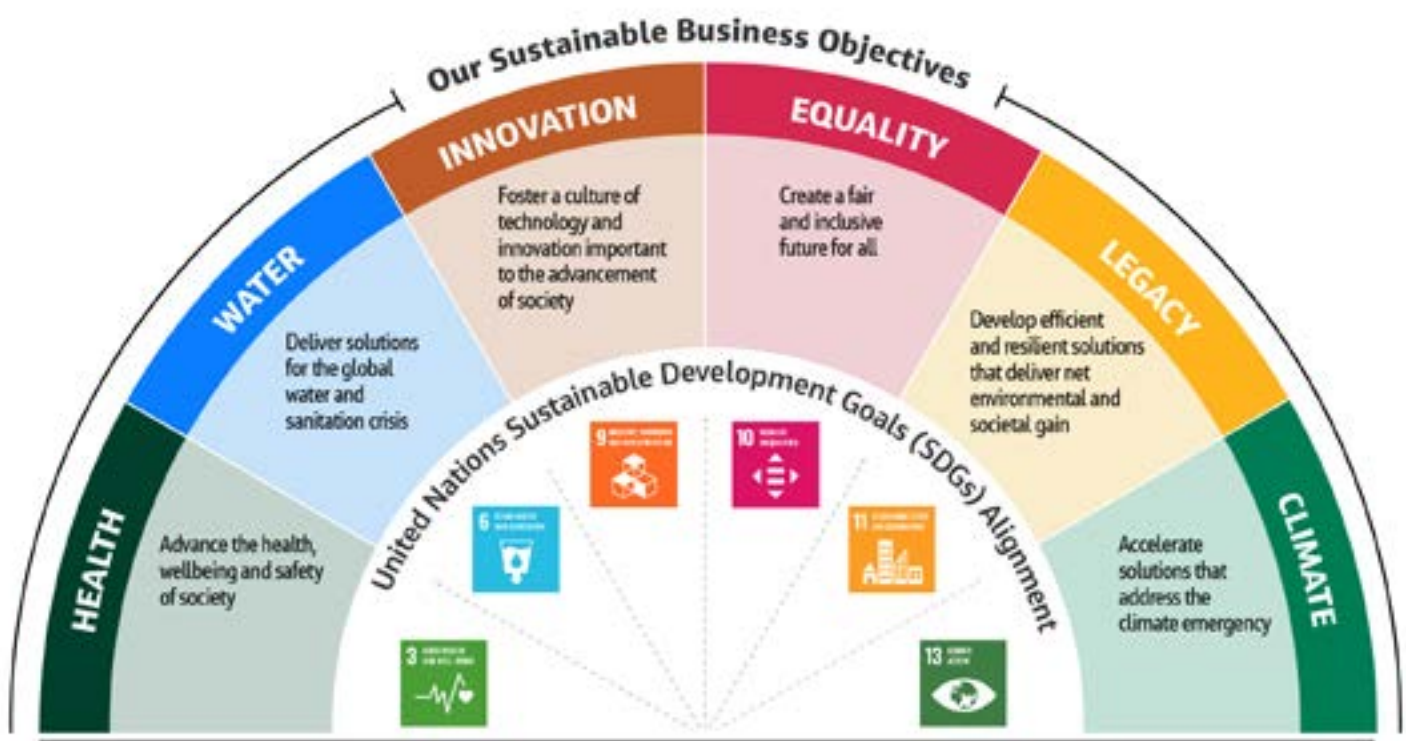 Our Sustainable Business Objectives
HEALTH
Advance the health,
wellbeing and safety
of society
WATER
Deliver solutions
for the global
water and
sanitation crisis
INNOVATION
Foster a culture of
technology and
innovation important
to the advancement
of society
EQUALITY
Create a fair
and inclusive
future for all
LEGACY
Develop efficient
and resilient solutions
that deliver net
environmental and
societal gain
CLIMATE
Accelerate
solutions that
address the
climate emergency
United Nations Sustainable Development Goals (SDGs) Alignment
3
6
9
10
11
13